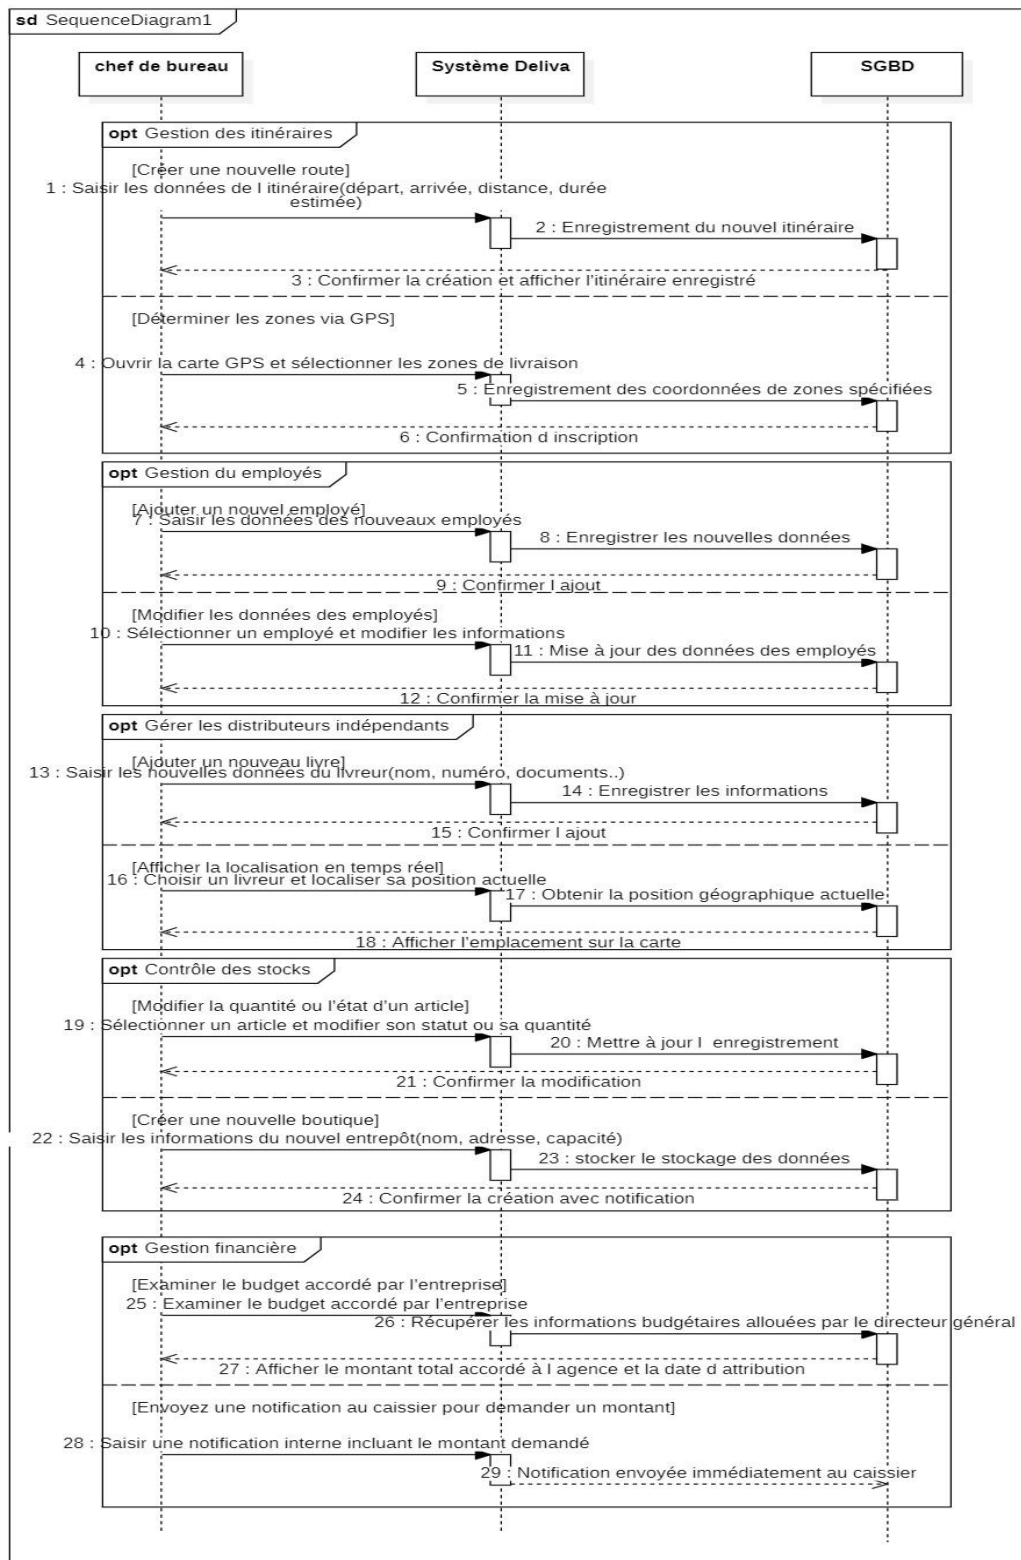 sd SequenceDiagram1
chef de bureau
Système Deliva
SGBD
opt Gestion des itinéraires
[Créer une nouvelle route]
1 : Saisir les données de l itinéraire(départ, arrivée, distance, durée
estimée)
2 : Enregistrement du nouvel itinéraire
3 : Confirmer la création et afficher l'itinéraire enregistré
[Déterminer les zones via GPS]
4 : Ouvrir la carte GPS et sélectionner les zones de livraison
5 : Enregistrement des coordonnées de zones spécifiées
6 : Confirmation d inscription
opt Gestion du employés
[Ajouter un nouvel employé]
7 : Saisir les données des nouveaux employés
8 : Enregistrer les nouvelles données
9 : Confirmer l ajout
[Modifier les données des employés]
10 : Sélectionner un employé et modifier les informations
11 : Mise à jour des données des employés
12 : Confirmer la mise à jour
opt Gérer les distributeurs indépendants
[Ajouter un nouveau livre]
13 : Saisir les nouvelles données du livreur(nom, numéro, documents..)
14 : Enregistrer les informations
15 : Confirmer l ajout
[Afficher la localisation en temps réel]
16 : Choisir un livreur et localiser sa position actuelle
17 : Obtenir la position géographique actuelle
18 : Afficher l'emplacement sur la carte
opt Contrôle des stocks
[Modifier la quantité ou l'état d'un article]
19 : Sélectionner un article et modifier son statut ou sa quantité
20 : Mettre à jour l  enregistrement
21 : Confirmer la modification
[Créer une nouvelle boutique]
22 : Saisir les informations du nouvel entrepôt(nom, adresse, capacité)
23 : stocker le stockage des données
24 : Confirmer la création avec notification
opt Gestion financière
[Examiner le budget accordé par l'entreprise]
25 : Examiner le budget accordé par l'entreprise
26 : Récupérer les informations budgétaires allouées par le directeur général
27 : Afficher le montant total accordé à l agence et la date d attribution
[Envoyez une notification au caissier pour demander un montant]
28 : Saisir une notification interne incluant le montant demandé
29 : Notification envoyée immédiatement au caissier